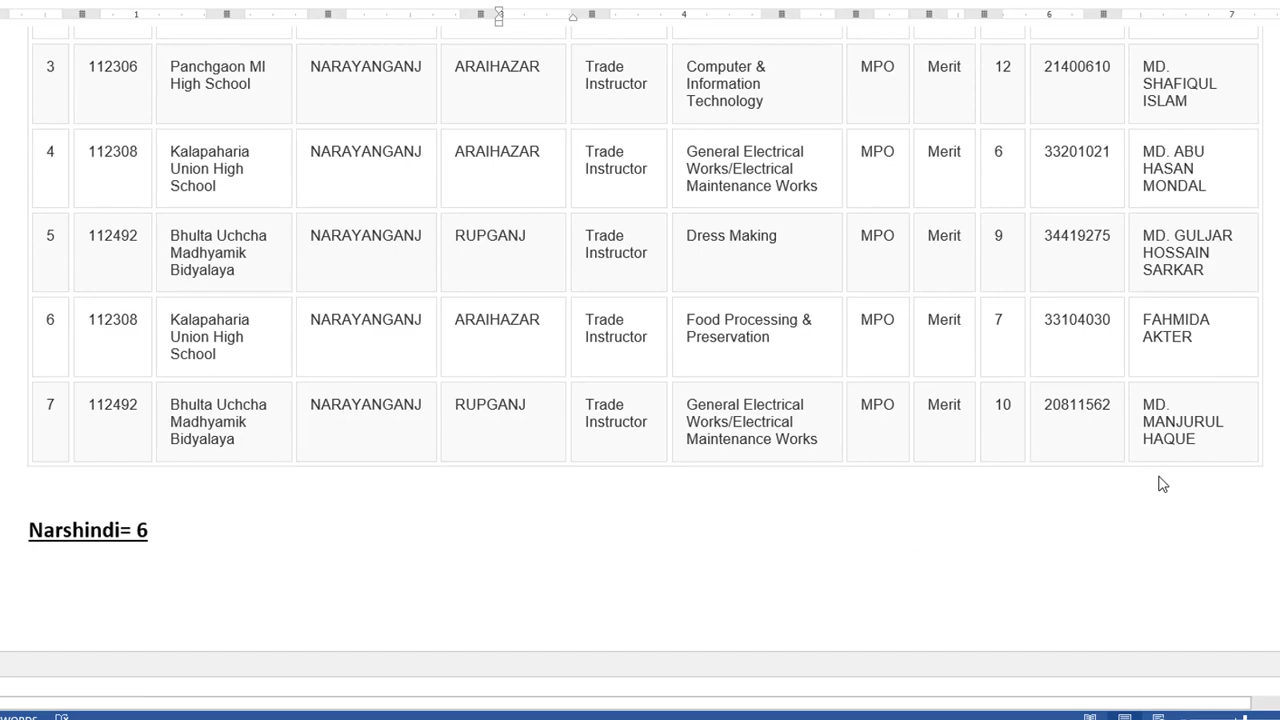 1 3 4 6 7
3 112306 Panchgaon MI High School NARAYANGANJ ARAIHAZAR Trade Instructor Computer & Information Technology MPO Merit 12 21400610 MD. SHAFIQUL ISLAM
4 112308 Kalapaharia Union High School NARAYANGANJ ARAIHAZAR Trade Instructor General Electrical Works/Electrical Maintenance Works MPO Merit 6 33201021 MD. ABU HASAN MONDAL
5 112492 Bhulta Uchcha Madhyamik Bidyalaya NARAYANGANJ RUPGANJ Trade Instructor Dress Making MPO Merit 9 34419275 MD. GULJAR HOSSAIN SARKAR
6 112308 Kalapaharia Union High School NARAYANGANJ ARAIHAZAR Trade Instructor Food Processing & Preservation MPO Merit 7 33104030 FAHMIDA AKTER
7 112492 Bhulta Uchcha Madhyamik Bidyalaya NARAYANGANJ RUPGANJ Trade Instructor General Electrical Works/Electrical Maintenance Works MPO Merit 10 20811562 MD. MANJURUL HAQUE
Narshindi= 6